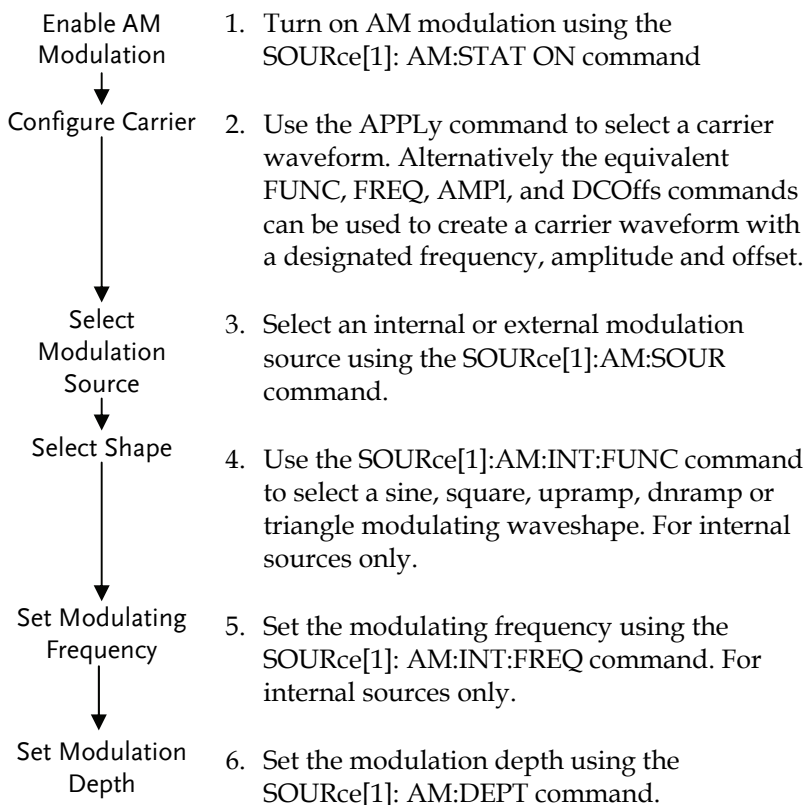 Enable AM
Modulation
1. Turn on AM modulation using the
SOURce[1]: AM:STAT ON command
Configure Carrier
2. Use the APPLy command to select a carrier
waveform. Alternatively the equivalent
FUNC, FREQ, AMPl, and DCOffs commands
can be used to create a carrier waveform with
a designated frequency, amplitude and offset.
Select
Modulation
Source
3. Select an internal or external modulation
source using the SOURce[1]:AM:SOUR
command.
Select Shape
4. Use the SOURce[1]:AM:INT:FUNC command
to select a sine, square, upramp, dnramp or
triangle modulating waveshape. For internal
sources only.
Set Modulating
Frequency
5. Set the modulating frequency using the
SOURce[1]: AM:INT:FREQ command. For
internal sources only.
Set Modulation
Depth
6. Set the modulation depth using the
SOURce[1]: AM:DEPT command.